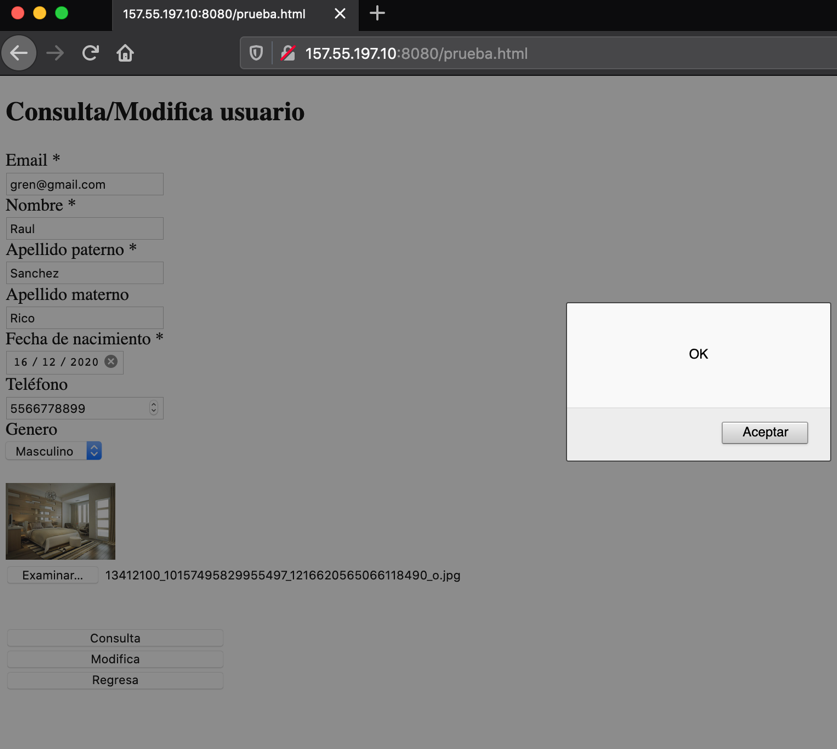 157.55.197.10:8080/prueba.html
157.55.197.10:8080/prueba.html
Consulta/Modifica usuario
Email *
gren@gmail.com
Nombre *
Raul
Apellido paterno *
Sanchez
Apellido materno
Rico
Fecha de nacimiento *
16 / 12 / 2020
Teléfono
5566778899
Genero
Masculino
OK
Aceptar
Examinar... 13412100_10157495829955497_1216620565066118490_o.jpg
Consulta
Modifica
Regresa